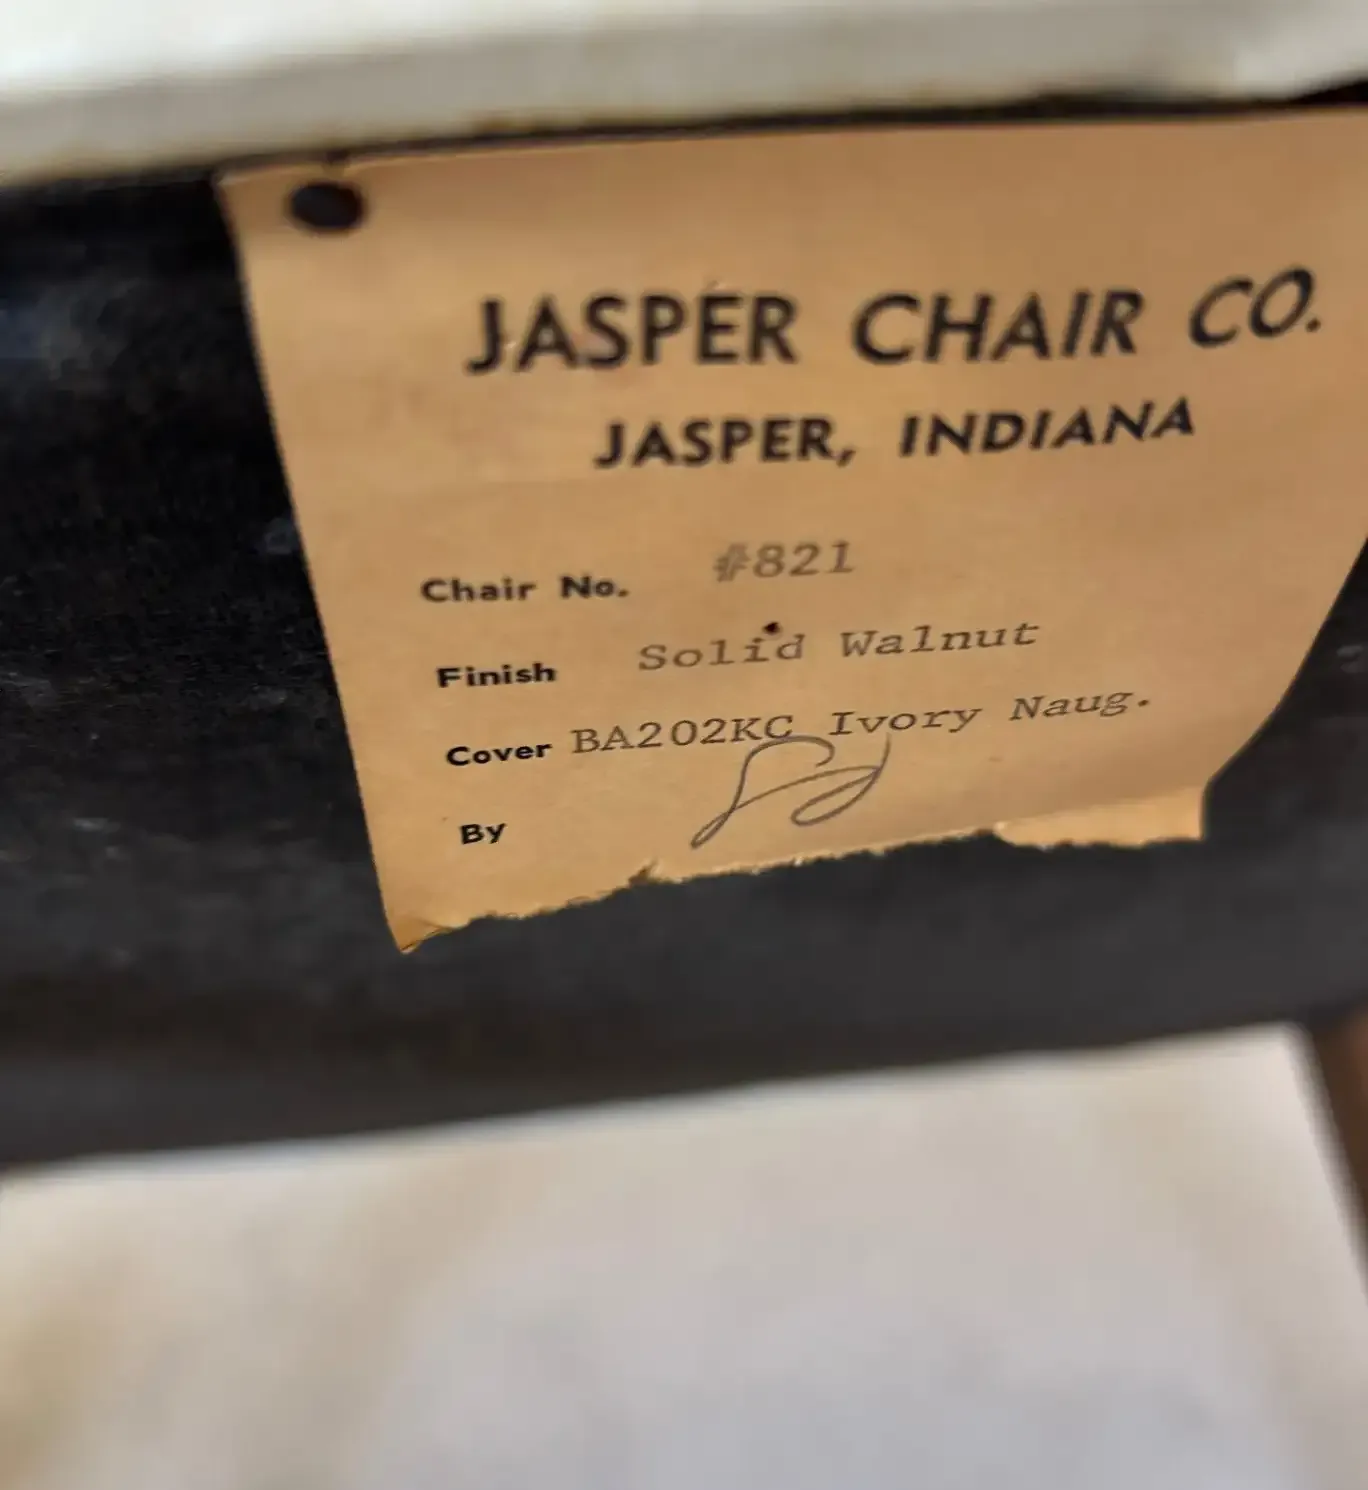 JASPER CHAIR CO.
JASPER, INDIANA
Chair No. #821
Finish Solid Walnut
Cover BA202KC Ivory Naug.
By